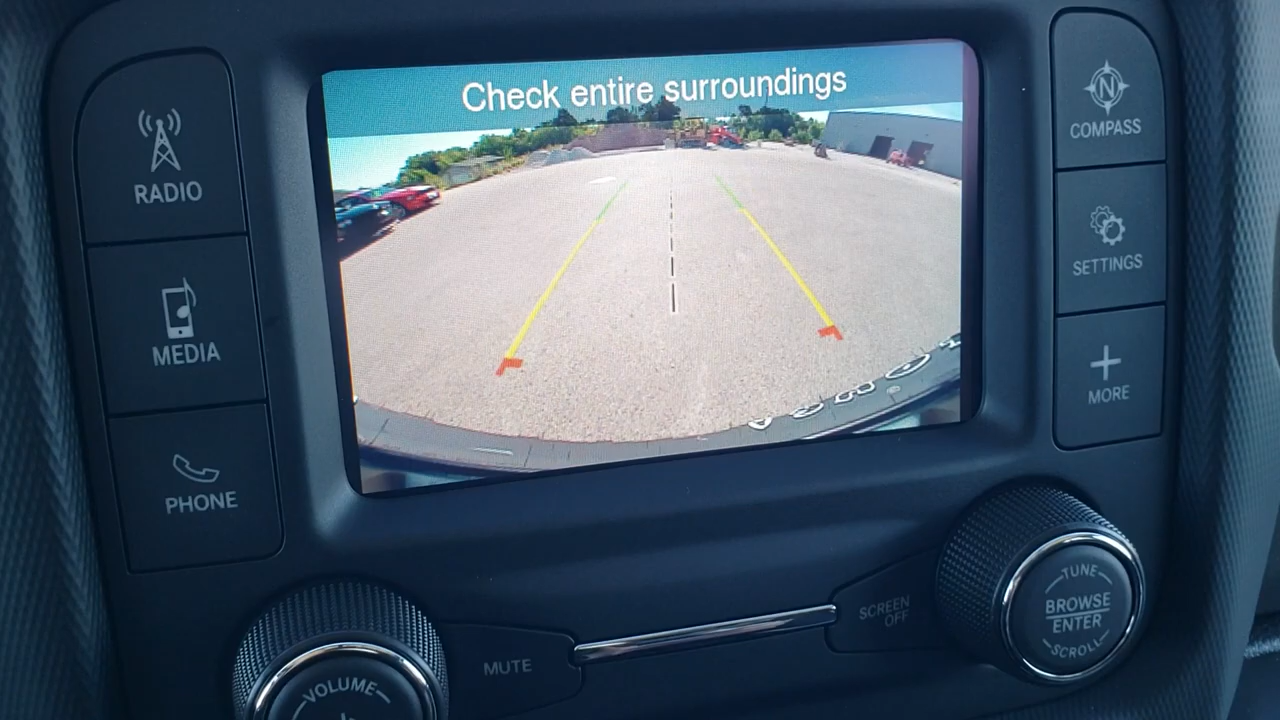 Check entire surroundings
RADIO
MEDIA
PHONE
N
COMPASS
SETTINGS
MORE
VOLUME
MUTE
SCREEN
OFF
TUNE
BROWSE
ENTER
SCROLL